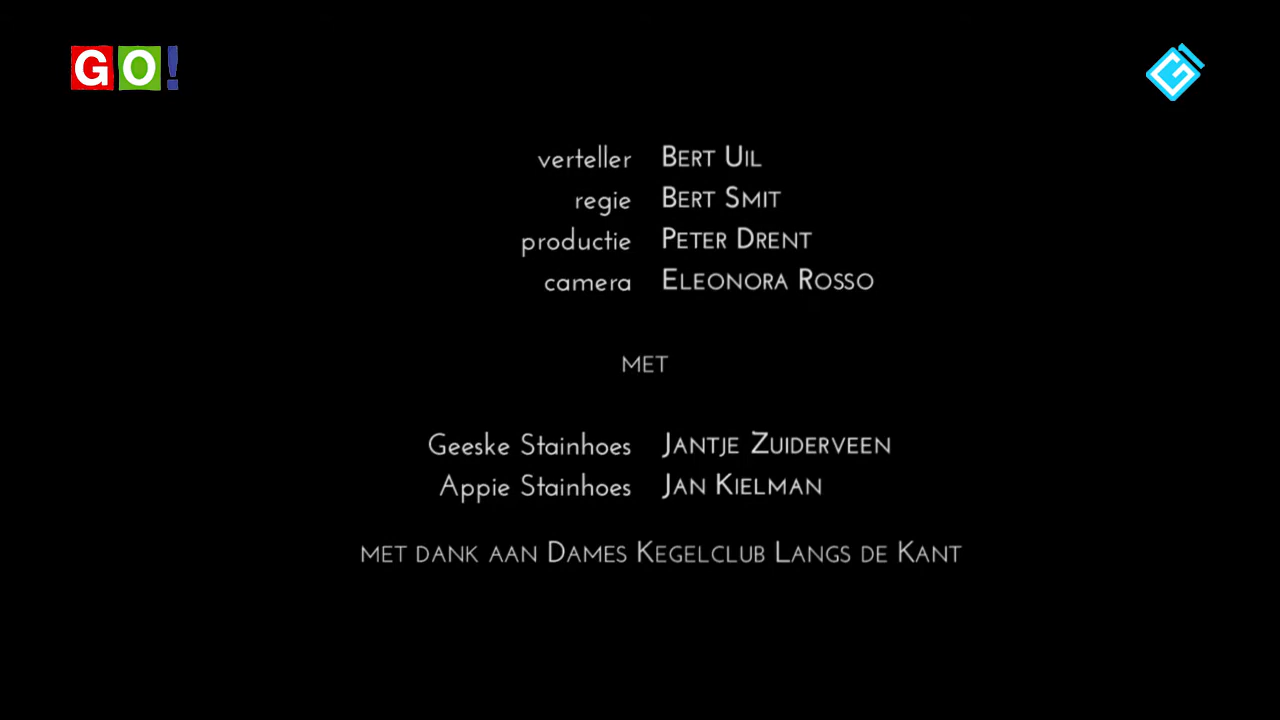 GO!
verteller Bert Uil
regie Bert Smit
productie Peter Drent
camera Eleonora Rosso
MET
Geeske Stainhoes Jantje Zuiderveen
Appie Stainhoes Jan Kielman
MET DANK AAN Dames Kegelclub Langs de Kant